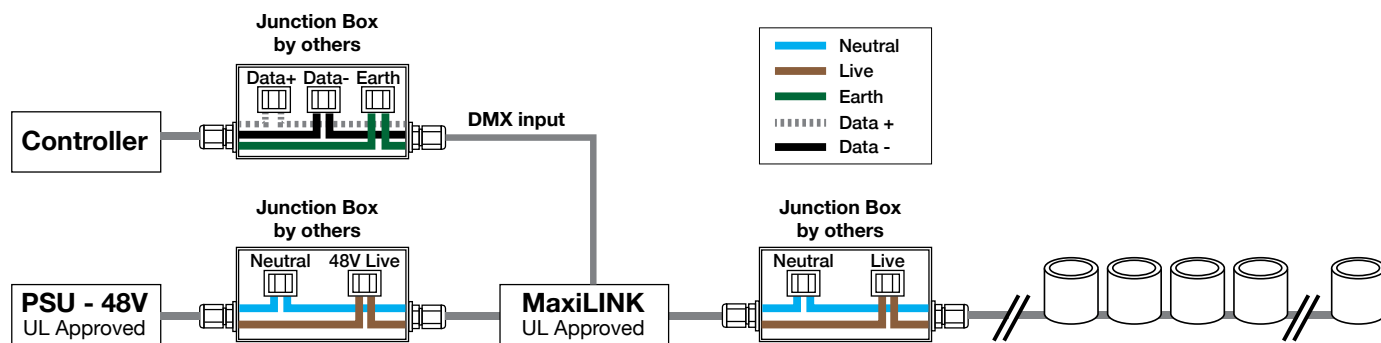 Junction Box
by others
Data+ Data- Earth
Controller
DMX input
Neutral
Live
Earth
Data +
Data -
Junction Box
by others
Neutral 48V Live
PSU - 48V
UL Approved
MaxiLINK
UL Approved
Junction Box
by others
Neutral Live